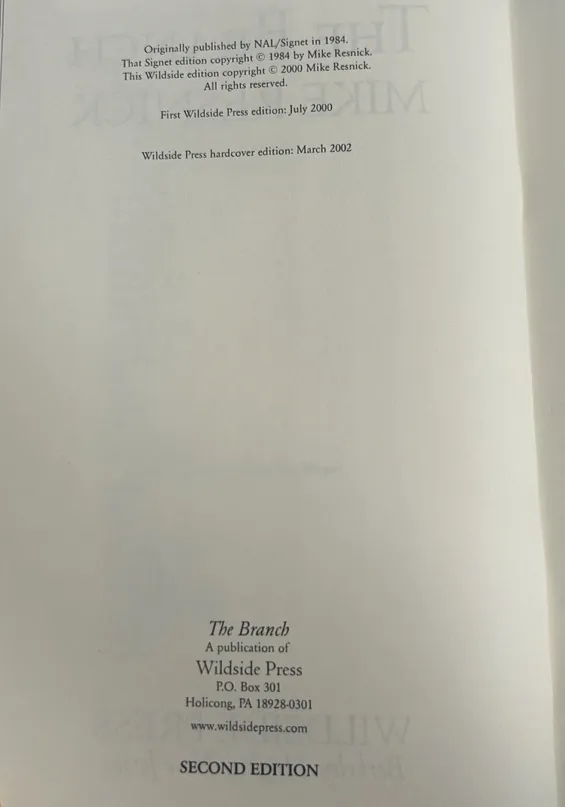 Originally published by NAL/Signet in 1984.
That Signet edition copyright © 1984 by Mike Resnick.
This Wildside edition copyright © 2000 Mike Resnick.
All rights reserved.
First Wildside Press edition: July 2000
Wildside Press hardcover edition: March 2002
The Branch
A publication of
Wildside Press
P.O. Box 301
Holicong, PA 18928-0301
www.wildsidepress.com
SECOND EDITION